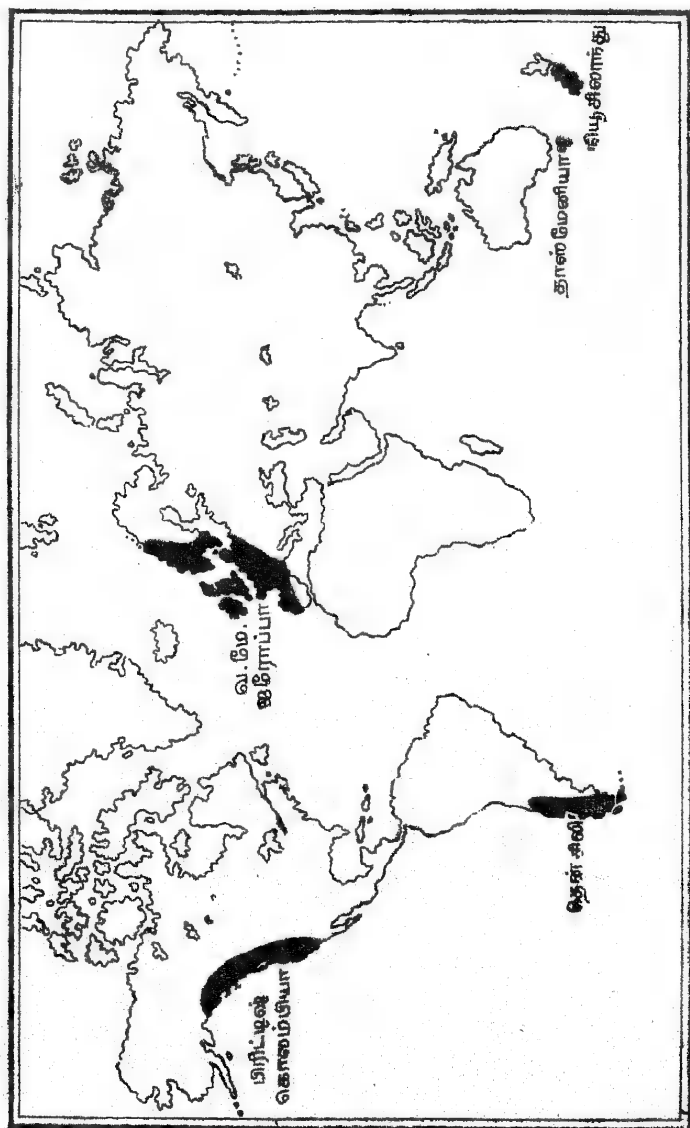 பிரிட்டிஷ்
கொலம்பியா
வ.மே.
ஐரோப்பா
தென் சிலி
தாஸ்மேனியா
நியூசிலாந்து